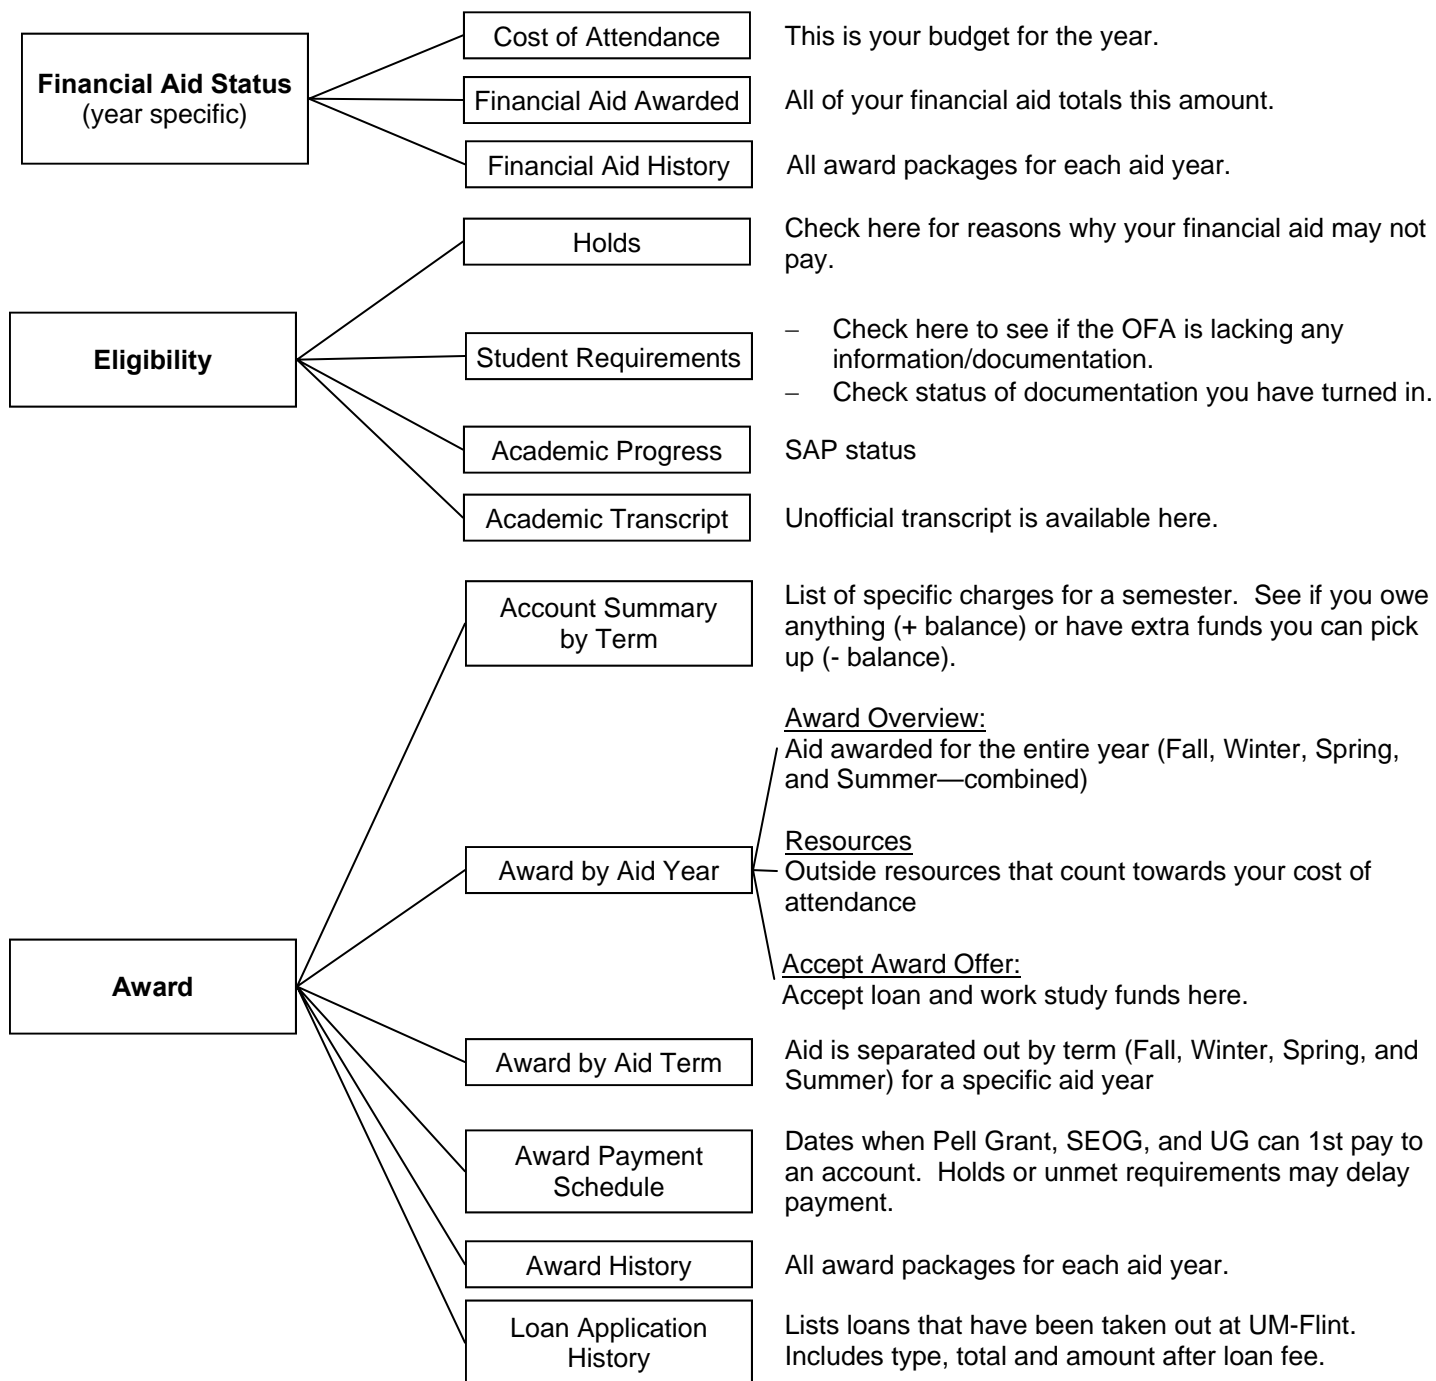 Financial Aid Status
(year specific)
Cost of Attendance
This is your budget for the year.
Financial Aid Awarded
All of your financial aid totals this amount.
Financial Aid History
All award packages for each aid year.
Eligibility
Holds
Check here for reasons why your financial aid may not
pay.
Student Requirements
– Check here to see if the OFA is lacking any
information/documentation.
– Check status of documentation you have turned in.
Academic Progress
SAP status
Academic Transcript
Unofficial transcript is available here.
Award
Account Summary
by Term
List of specific charges for a semester.  See if you owe
anything (+ balance) or have extra funds you can pick
up (- balance).
Award by Aid Year
Award Overview:
Aid awarded for the entire year (Fall, Winter, Spring,
and Summer—combined)
Resources
Outside resources that count towards your cost of
attendance
Accept Award Offer:
Accept loan and work study funds here.
Award by Aid Term
Aid is separated out by term (Fall, Winter, Spring, and
Summer) for a specific aid year
Award Payment
Schedule
Dates when Pell Grant, SEOG, and UG can 1st pay to
an account.  Holds or unmet requirements may delay
payment.
Award History
All award packages for each aid year.
Loan Application
History
Lists loans that have been taken out at UM-Flint.
Includes type, total and amount after loan fee.